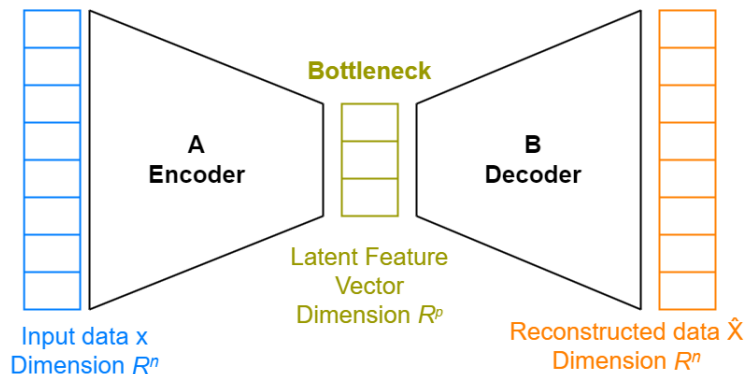 Bottleneck
A
Encoder
B
Decoder
Latent Feature
Vector
Dimension Rᵖ
Input data x
Dimension Rⁿ
Reconstructed data X̂
Dimension Rⁿ